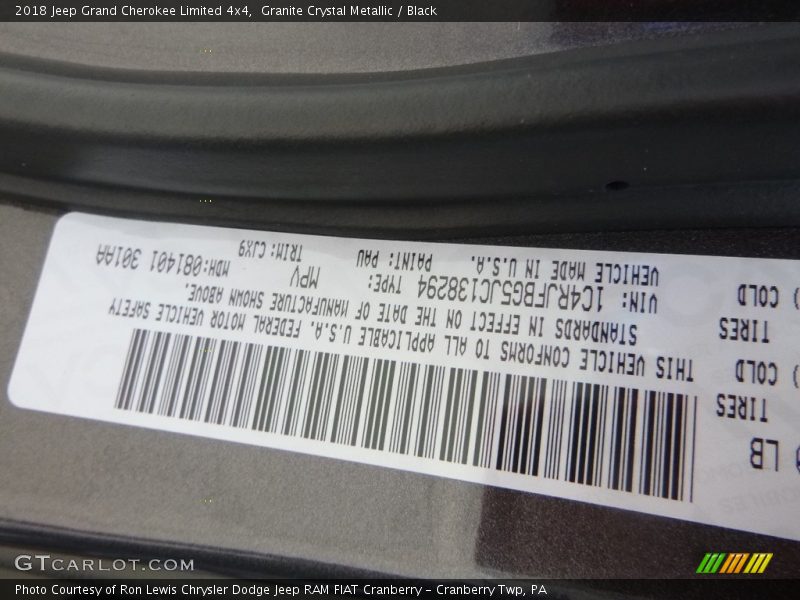 2018 Jeep Grand Cherokee Limited 4x4,  Granite Crystal Metallic / Black
LB
TIRES
COLD
TIRES
COLD
THIS VEHICLE CONFORMS TO ALL APPLICABLE U.S.A. FEDERAL MOTOR VEHICLE SAFETY
STANDARDS IN EFFECT ON THE DATE OF MANUFACTURE SHOWN ABOVE.
VIN: 1C4RJFBG5JC138294 TYPE: MPV
VEHICLE MADE IN U.S.A. PAINT: PAU TRIM: CJX9 MDH:081401 301AA
GTCARLOT.COM
Photo Courtesy of Ron Lewis Chrysler Dodge Jeep RAM FIAT Cranberry – Cranberry Twp, PA